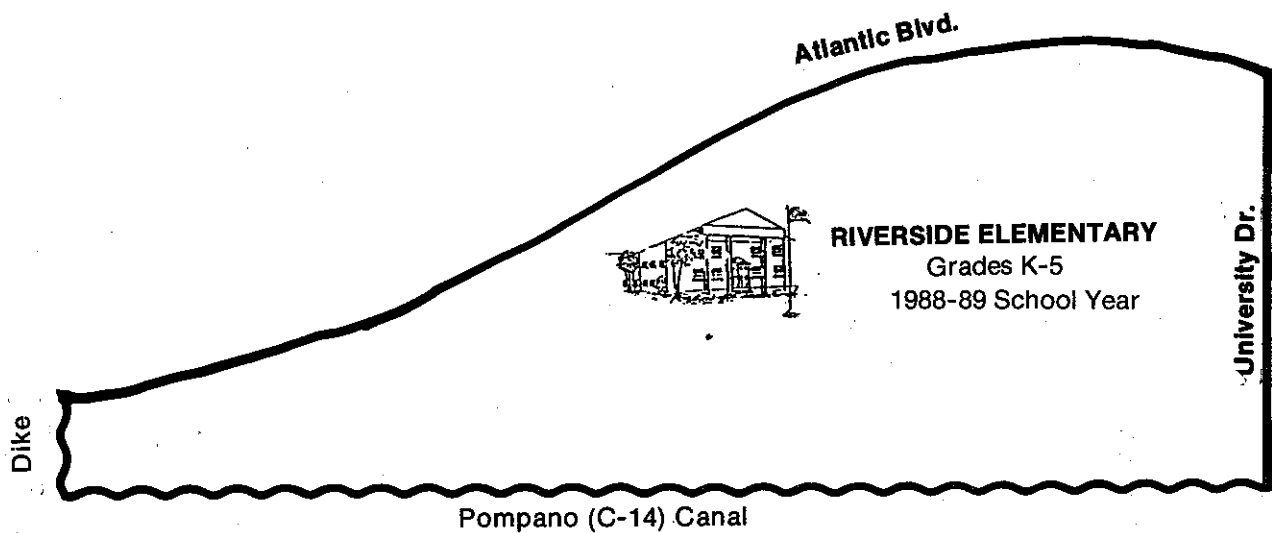 Atlantic Blvd.
RIVERSIDE ELEMENTARY
Grades K-5
1988-89 School Year
University Dr.
Dike
Pompano (C-14) Canal